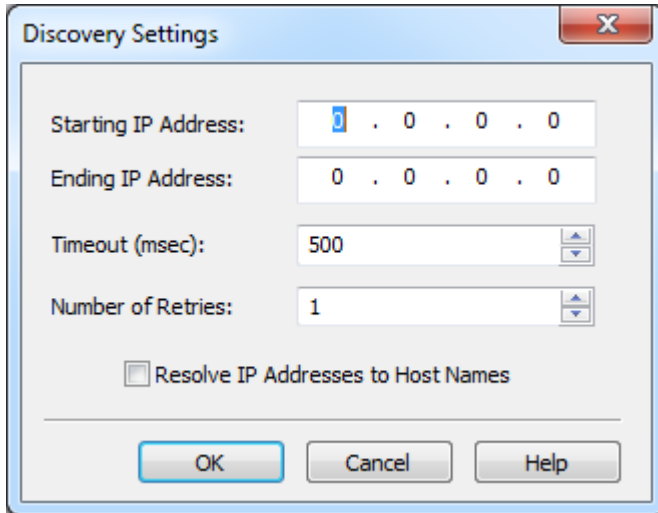 Discovery Settings
Starting IP Address: 0 . 0 . 0 . 0
Ending IP Address: 0 . 0 . 0 . 0
Timeout (msec): 500
Number of Retries: 1
Resolve IP Addresses to Host Names
OK Cancel Help